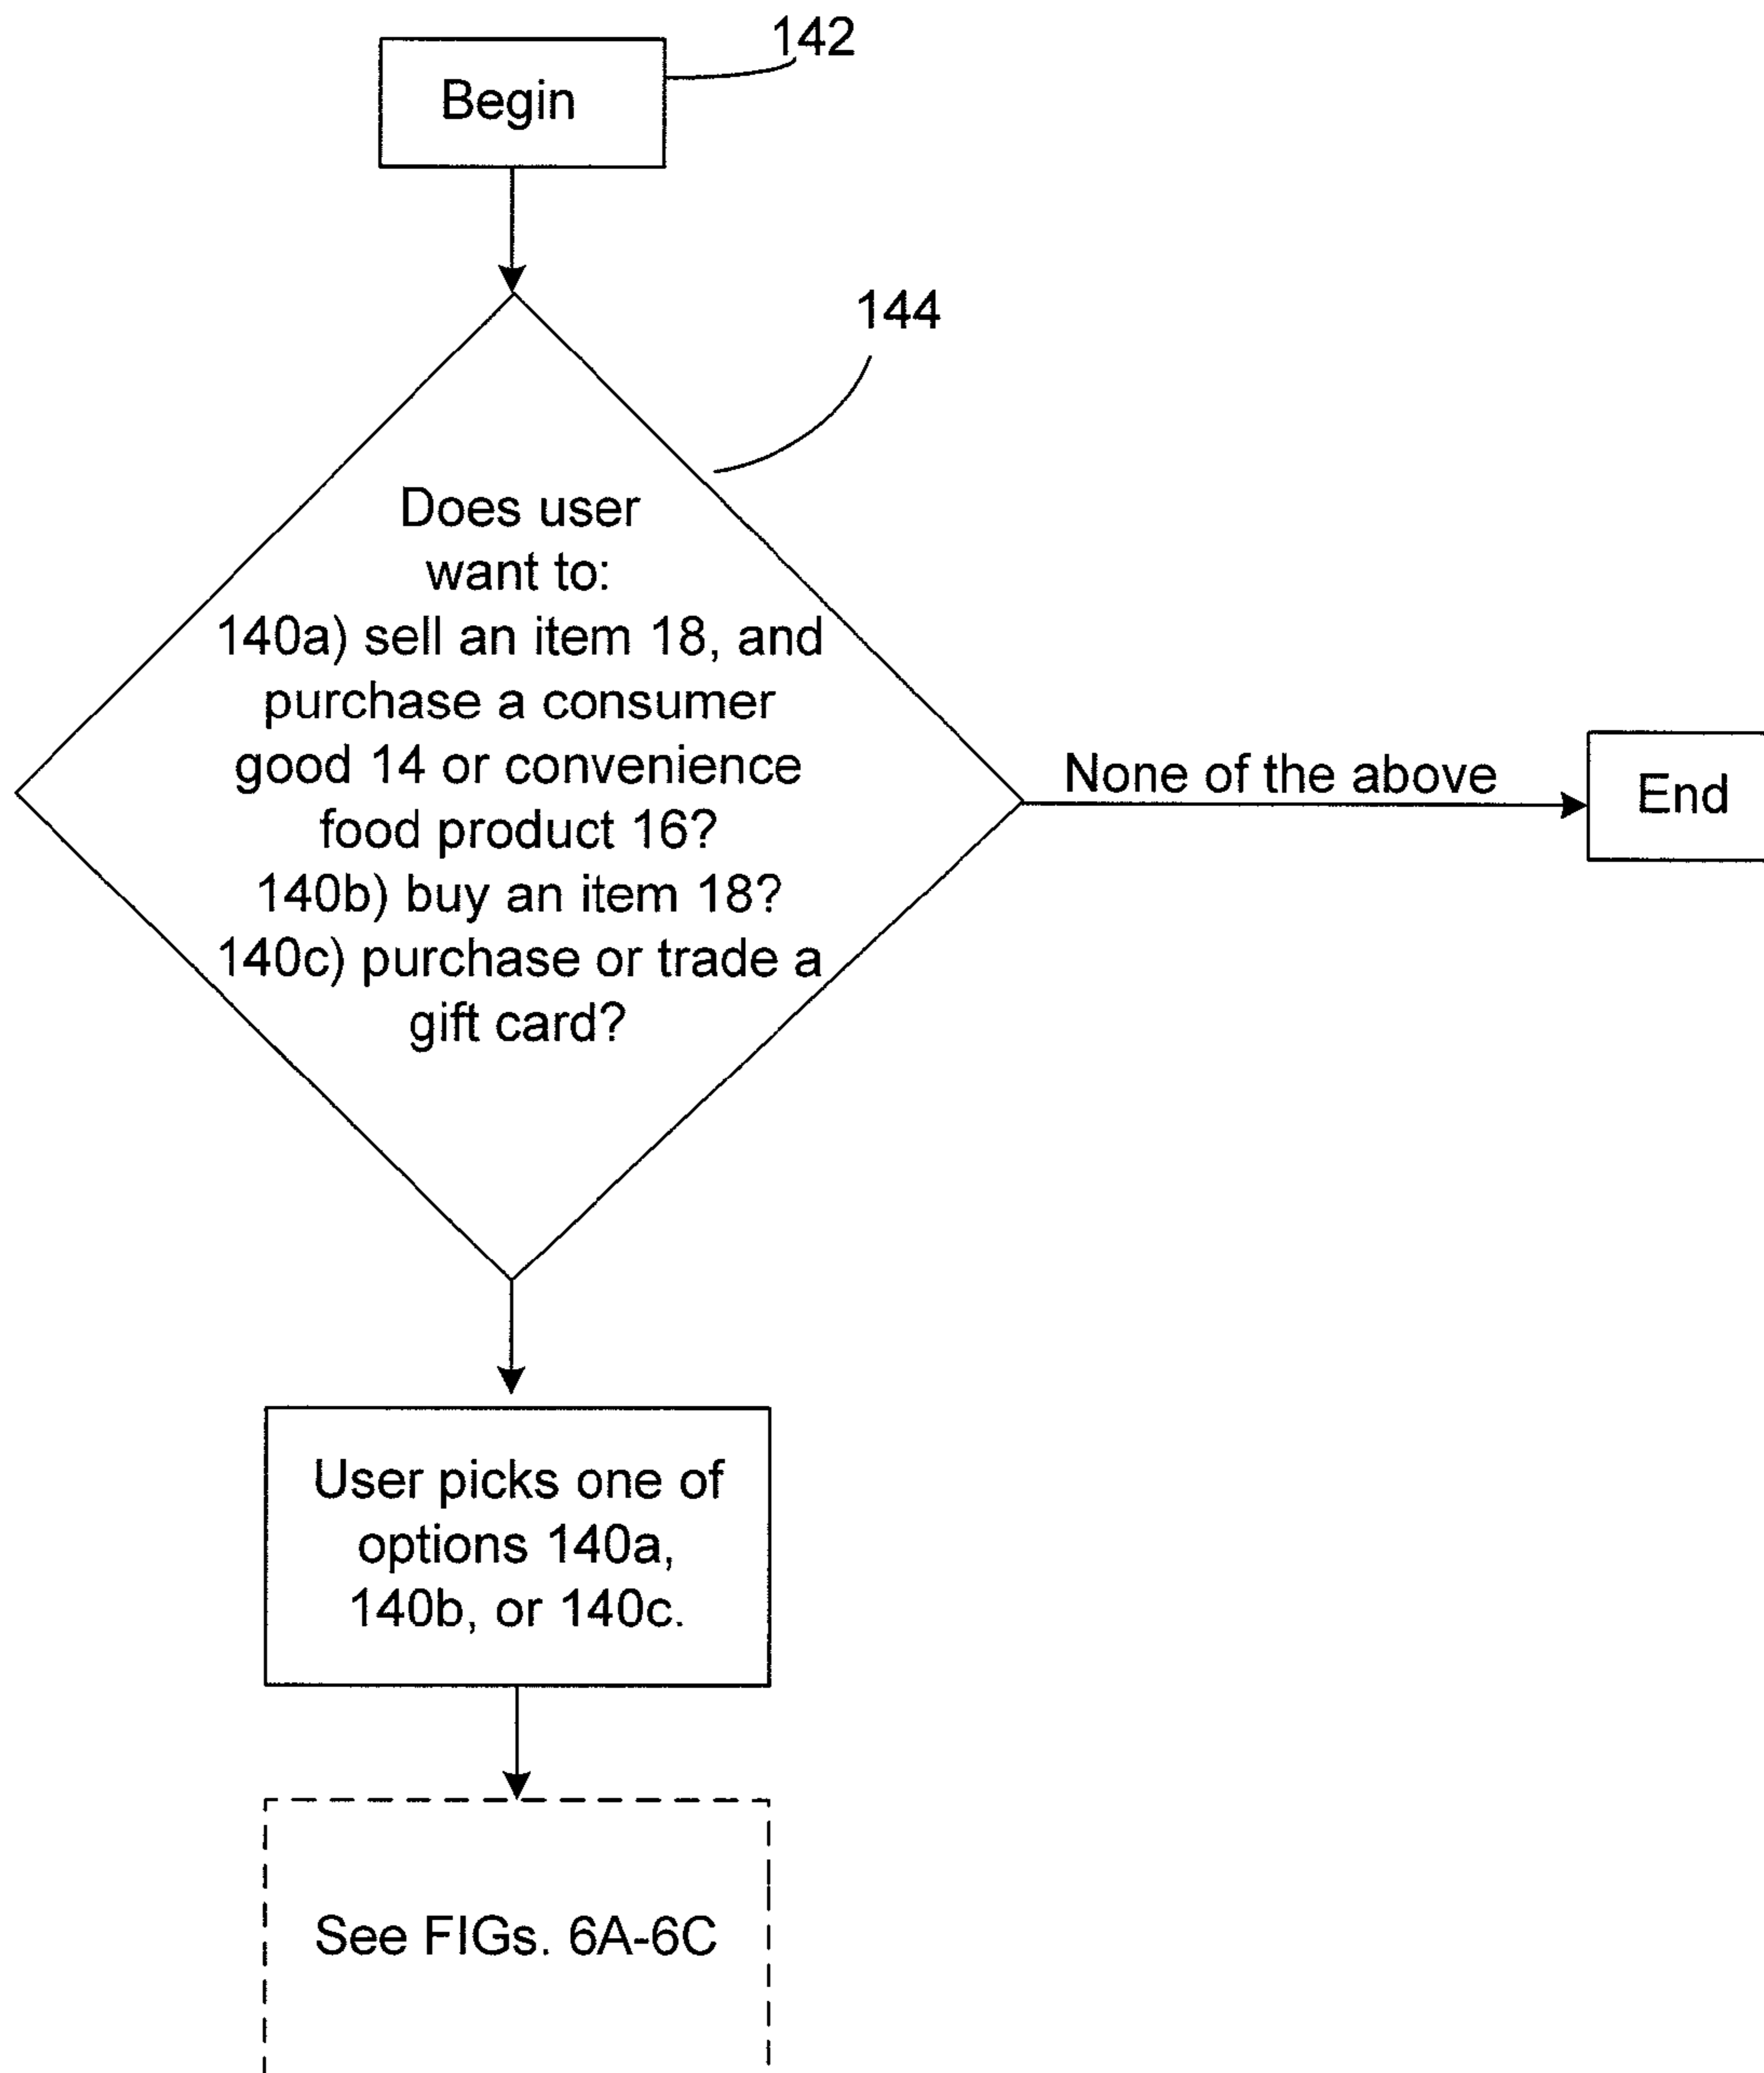 142
Begin
144
Does user
want to:
140a) sell an item 18, and
purchase a consumer
good 14 or convenience
food product 16?
140b) buy an item 18?
140c) purchase or trade a
gift card?
None of the above
End
User picks one of
options 140a,
140b, or 140c.
See FIGs. 6A-6C